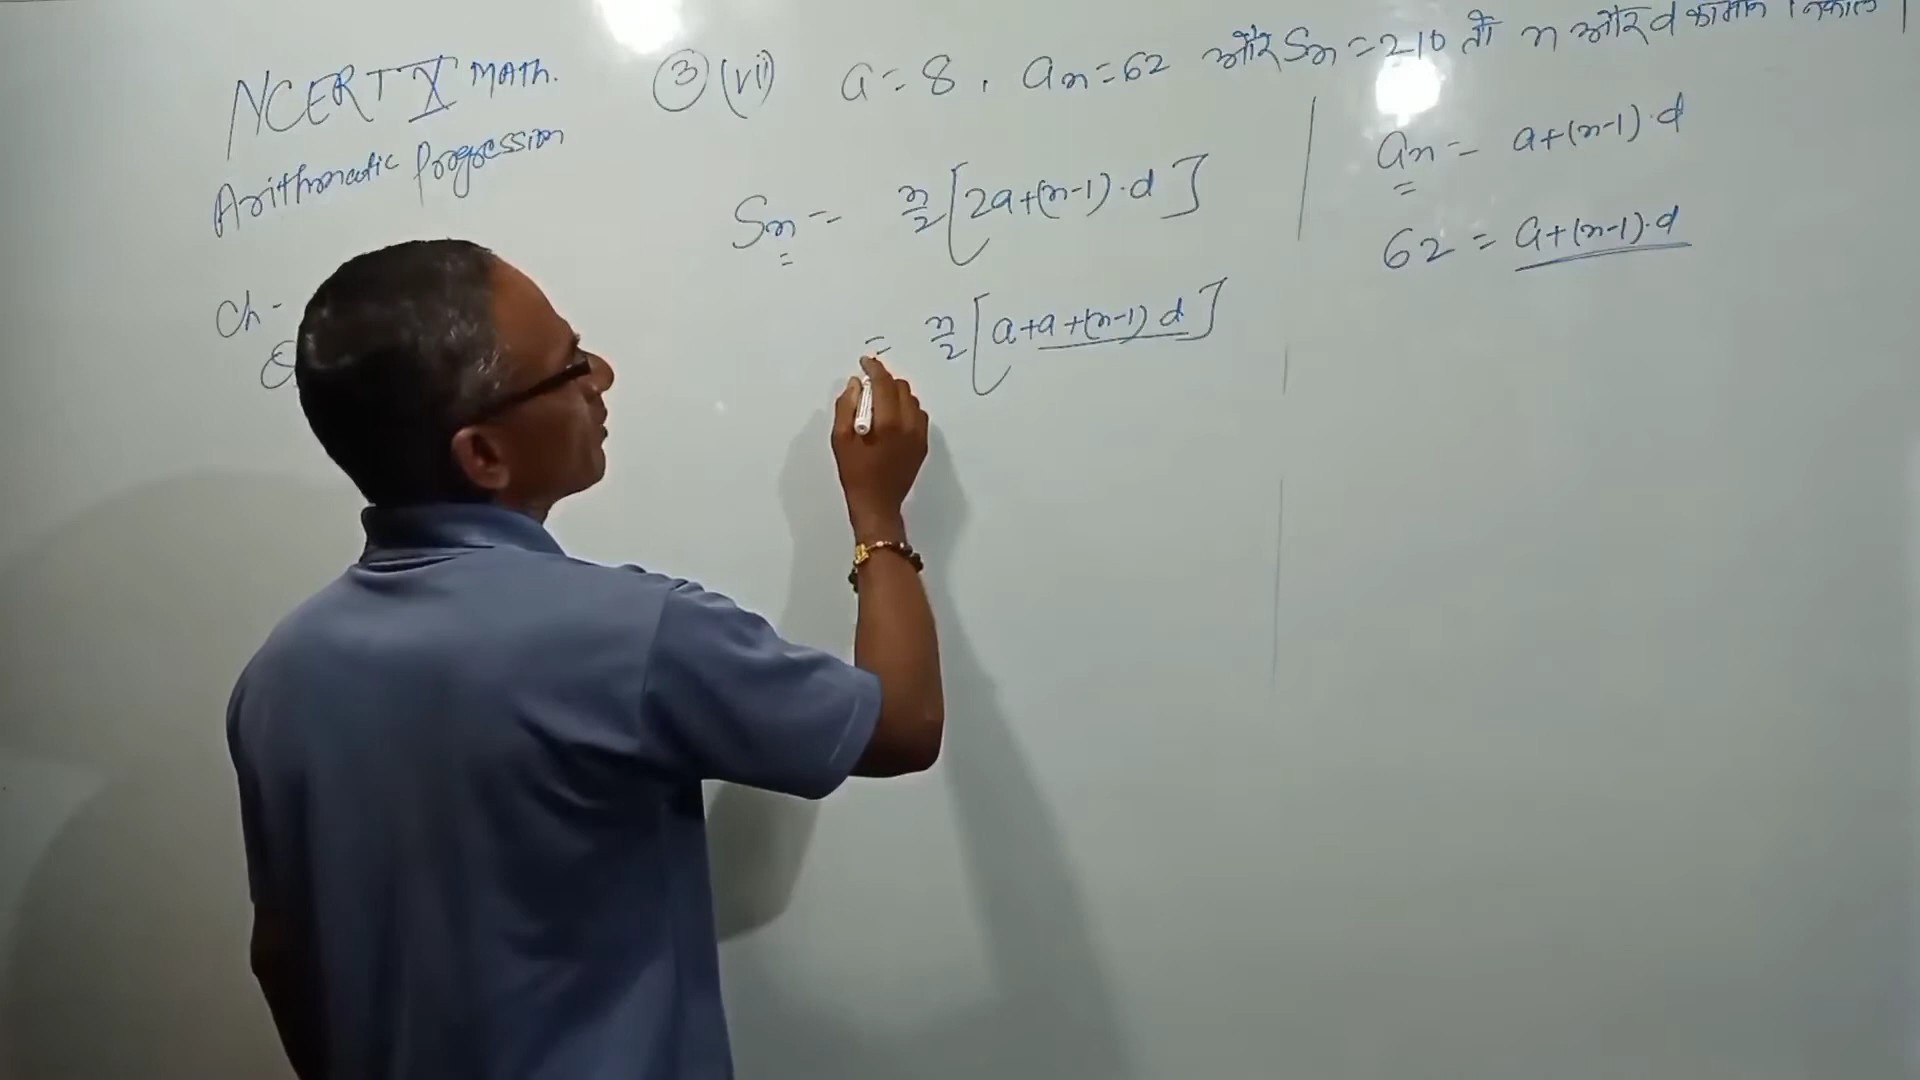 NCERT X MATH.
Arithmatic Progression
Ch -
③ (vii) a = 8 . an = 62 और Sn = 210 तो n और d का मान निकालें |
Sn = n/2 [2a+(n-1)·d]
= n/2 [a+a+(n-1) d]
an = a+(n-1)·d
62 = a+(n-1)·d